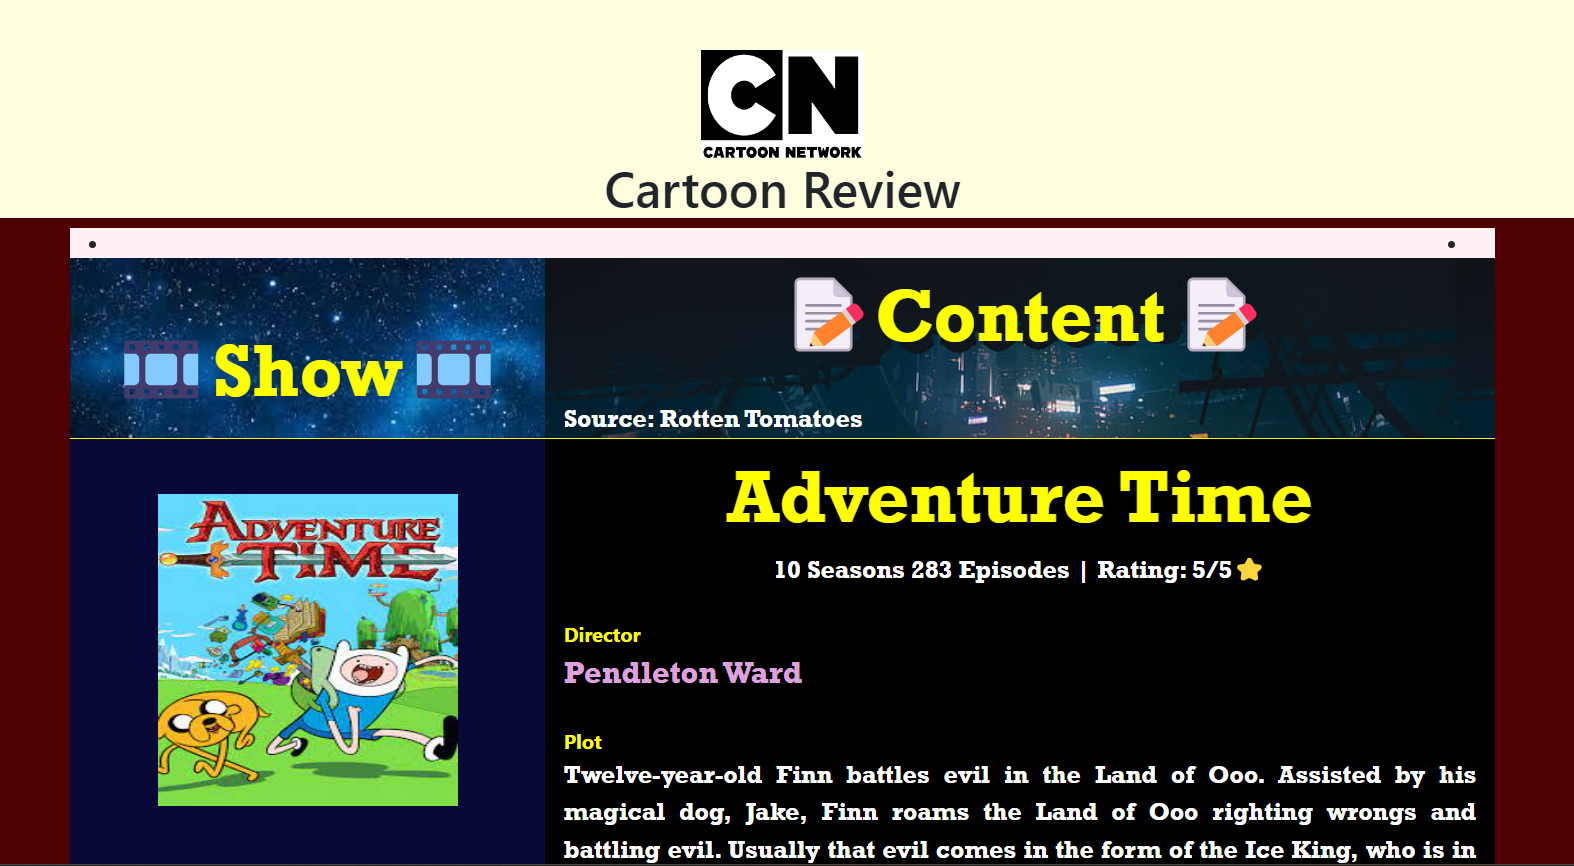 CN
CARTOON NETWORK
Cartoon Review
Show
Content
Source: Rotten Tomatoes
ADVENTURE
TIME
Adventure Time
10 Seasons 283 Episodes | Rating: 5/5
Director
Pendleton Ward
Plot
Twelve-year-old Finn battles evil in the Land of Ooo. Assisted by his
magical dog, Jake, Finn roams the Land of Ooo righting wrongs and
battling evil. Usually that evil comes in the form of the Ice King, who is in